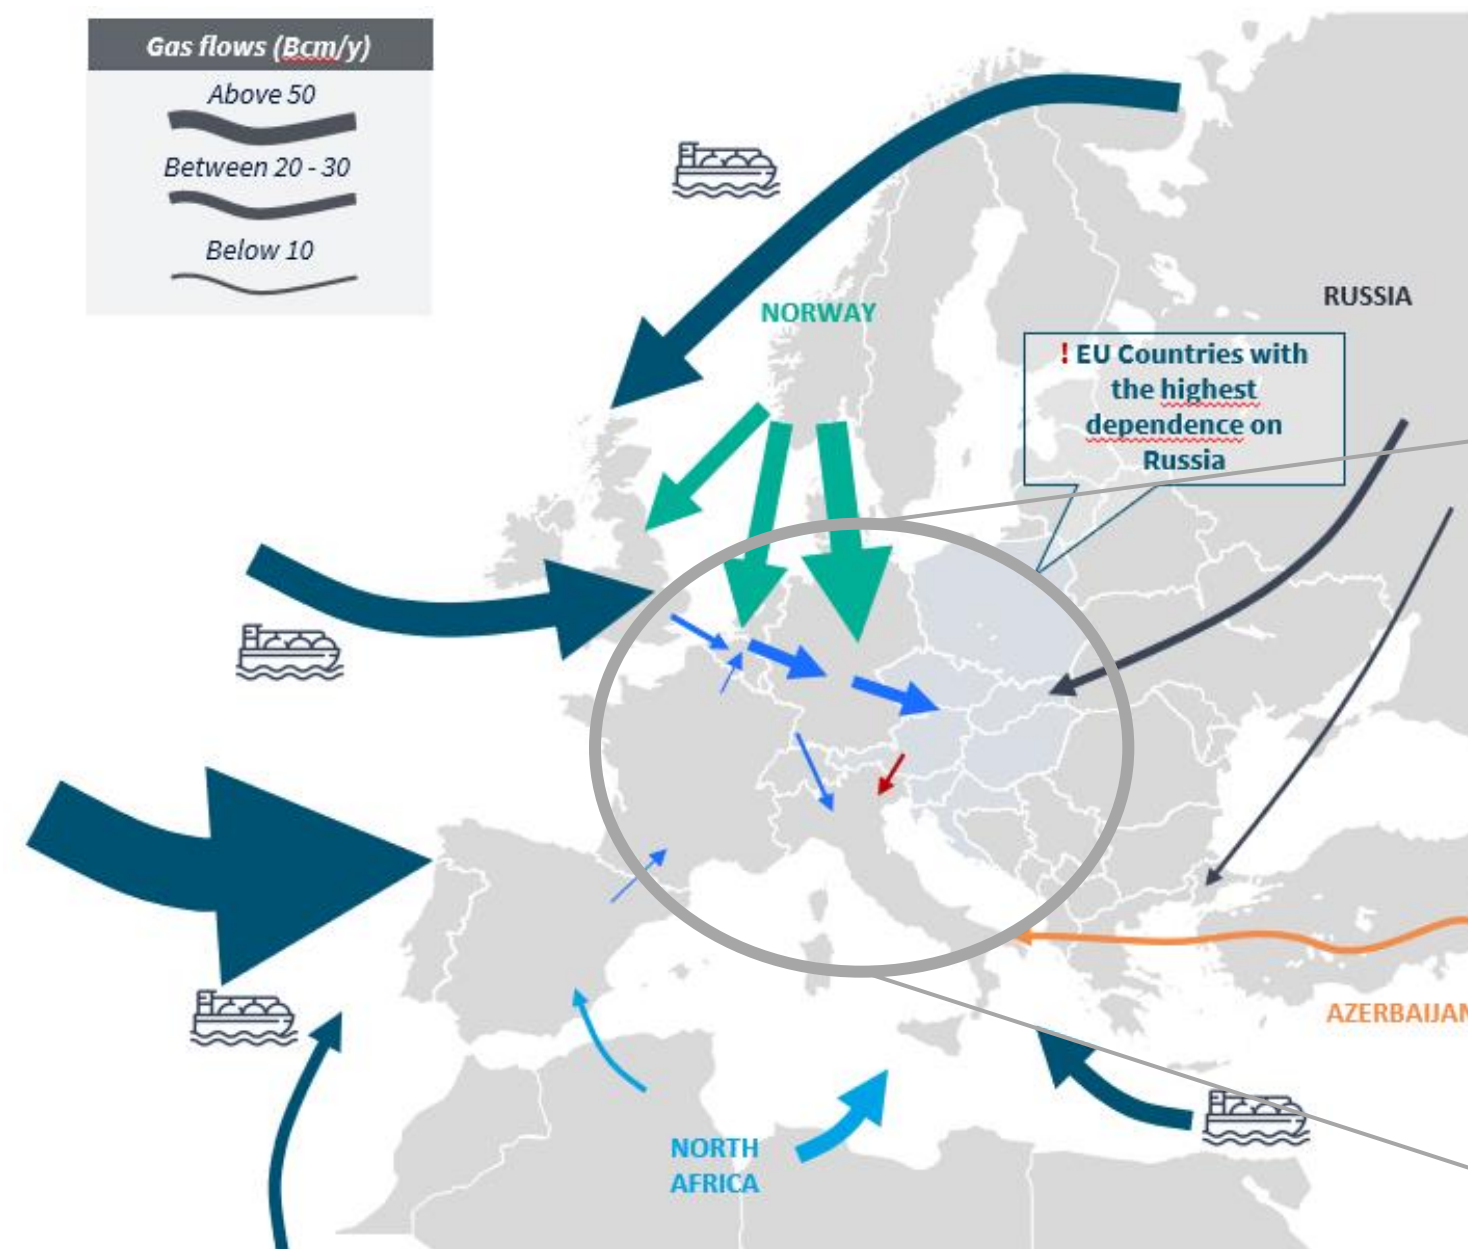 Gas flows (Bcm/y)
Above 50
Between 20 - 30
Below 10
NORWAY
RUSSIA
! EU Countries with
the highest
dependence on
Russia
AZERBAIJAN
NORTH
AFRICA